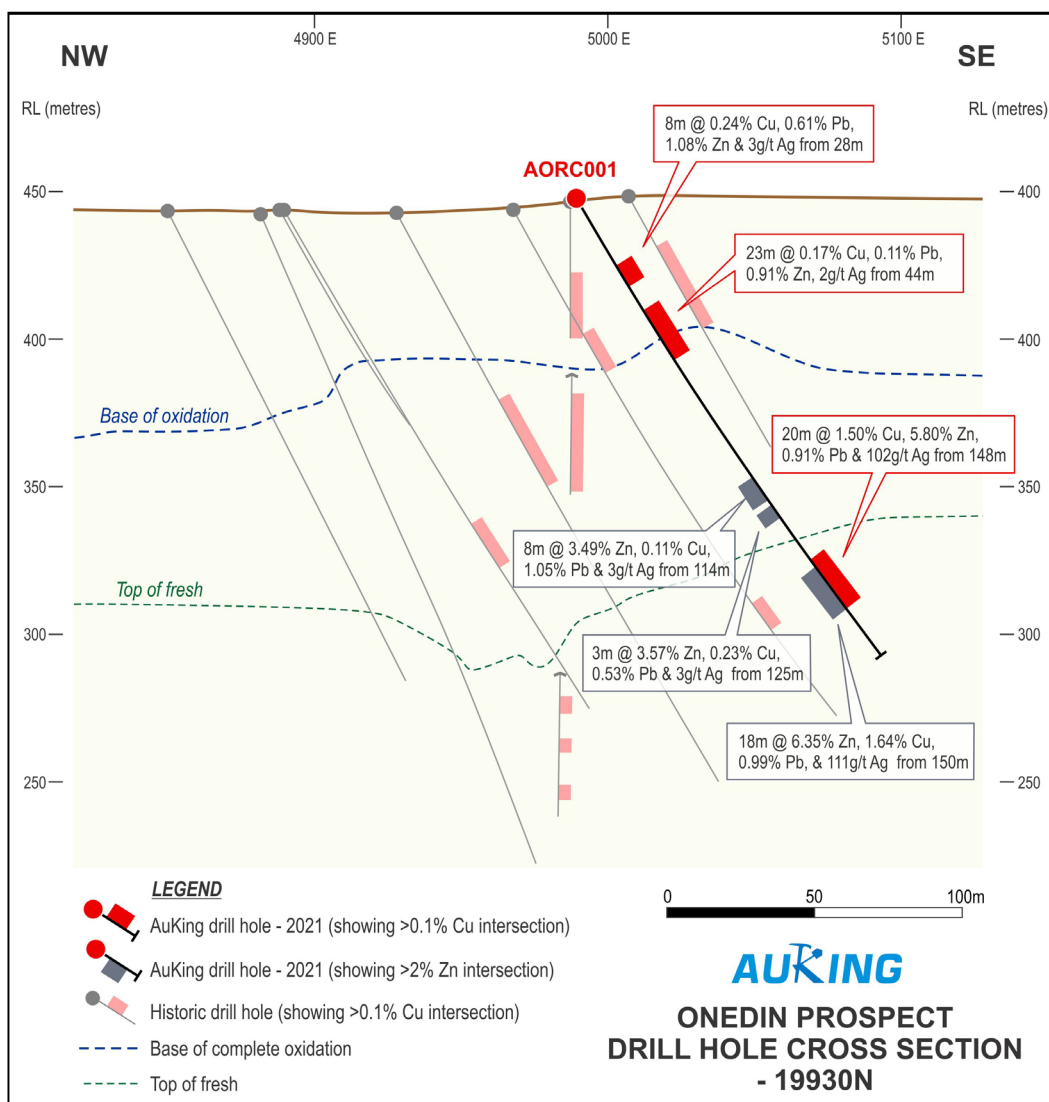 4900 E
5000 E
5100 E
NW
SE
RL (metres)
RL (metres)
8m @ 0.24% Cu, 0.61% Pb,
1.08% Zn & 3g/t Ag from 28m
AORC001
450
400
23m @ 0.17% Cu, 0.11% Pb,
0.91% Zn, 2g/t Ag from 44m
400
400
Base of oxidation
20m @ 1.50% Cu, 5.80% Zn,
0.91% Pb & 102g/t Ag from 148m
350
350
8m @ 3.49% Zn, 0.11% Cu,
1.05% Pb & 3g/t Ag from 114m
Top of fresh
300
300
3m @ 3.57% Zn, 0.23% Cu,
0.53% Pb & 3g/t Ag from 125m
18m @ 6.35% Zn, 1.64% Cu,
0.99% Pb, & 111g/t Ag from 150m
250
250
LEGEND
AuKing drill hole - 2021 (showing >0.1% Cu intersection)
AuKing drill hole - 2021 (showing >2% Zn intersection)
Historic drill hole (showing >0.1% Cu intersection)
Base of complete oxidation
Top of fresh
0
50
100m
AUKING
ONEDIN PROSPECT
DRILL HOLE CROSS SECTION
- 19930N